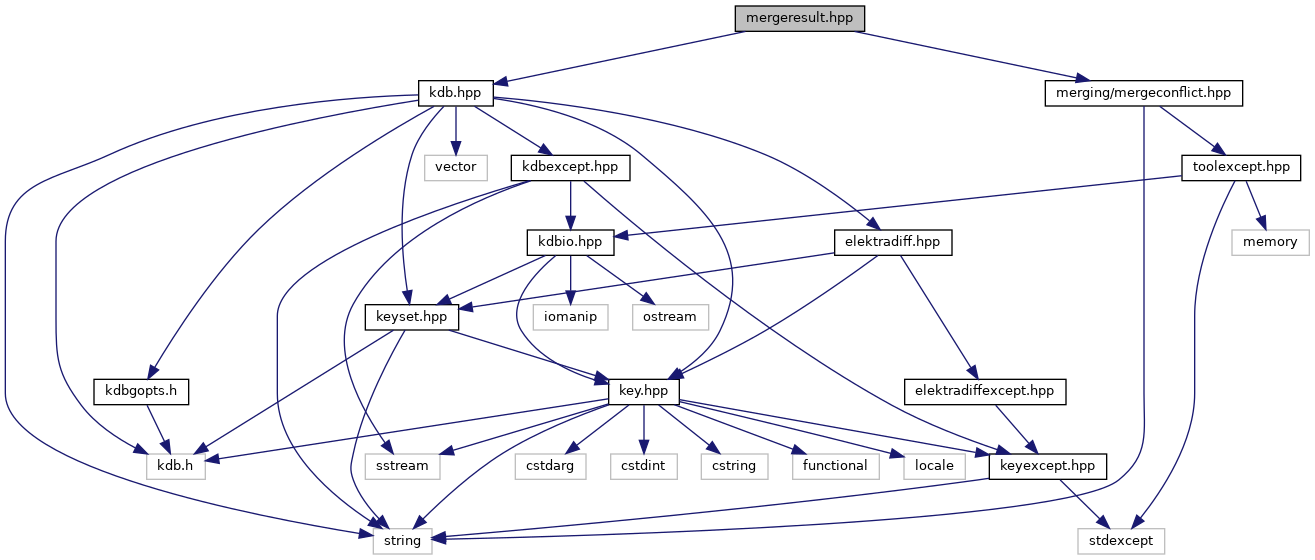 mergeresult.hpp
kdb.hpp
merging/mergeconflict.hpp
vector
kdbexcept.hpp
toolexcept.hpp
kdbio.hpp
elektradiff.hpp
memory
keyset.hpp
iomanip
ostream
kdbgopts.h
key.hpp
elektradiffexcept.hpp
kdb.h
sstream
cstdarg
cstdint
cstring
functional
locale
keyexcept.hpp
string
stdexcept